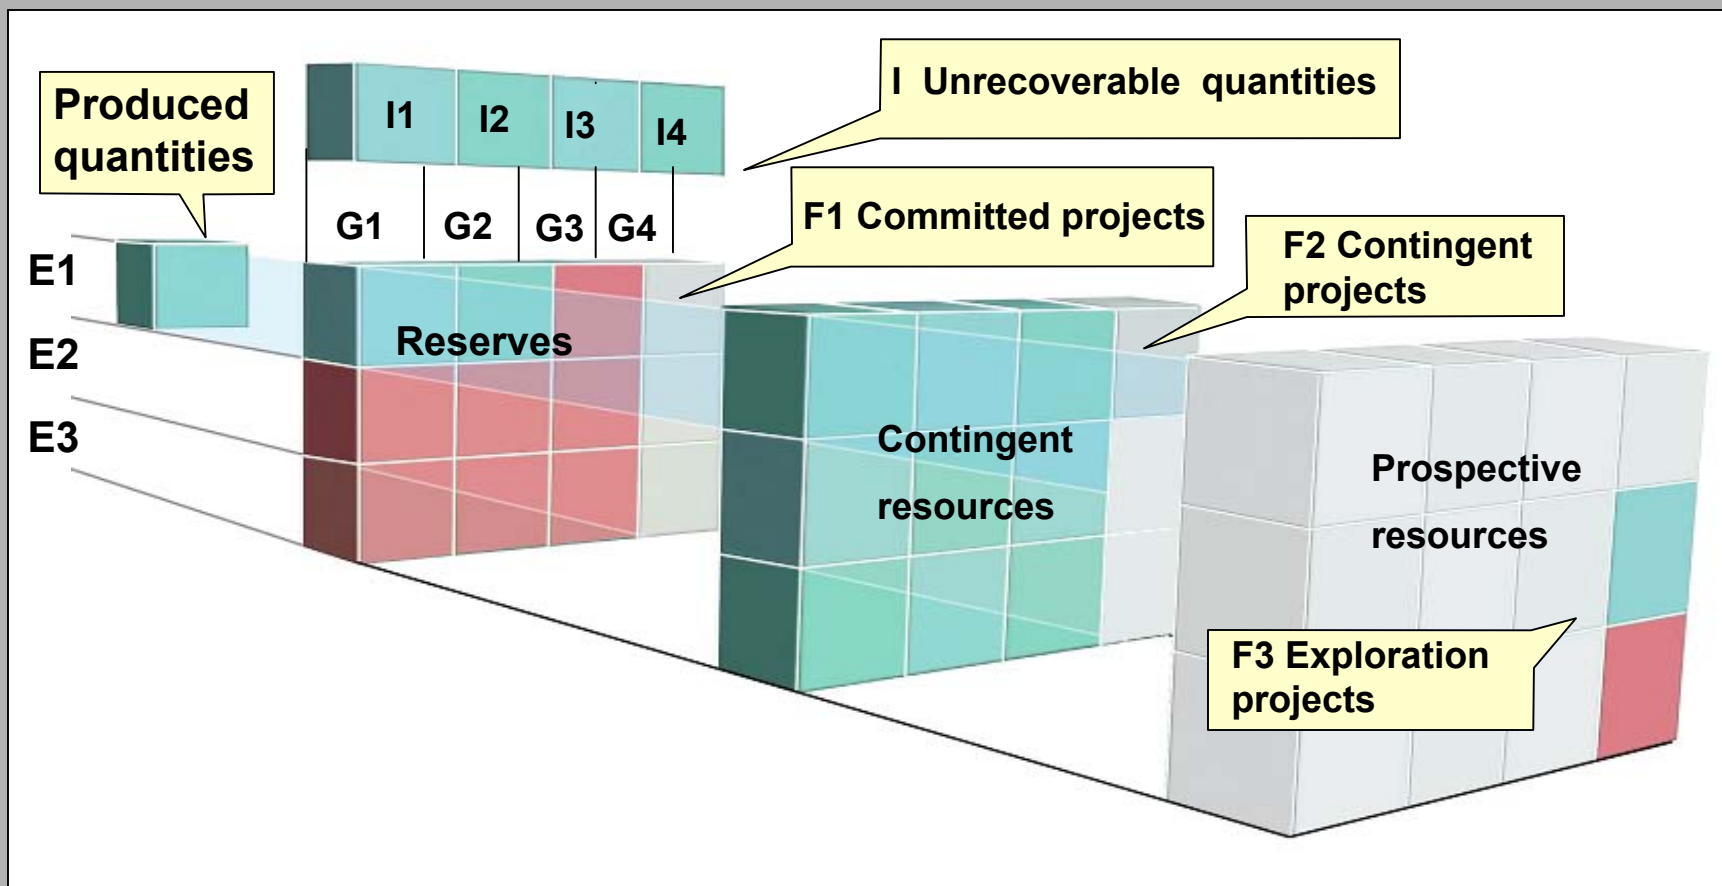 I  Unrecoverable  quantities
Produced
quantities
I1
I2
I3
I4
F1 Committed projects
G1
G2
G3
G4
F2 Contingent
projects
E1
E2
E3
Reserves
Contingent
resources
Prospective
resources
F3 Exploration
projects